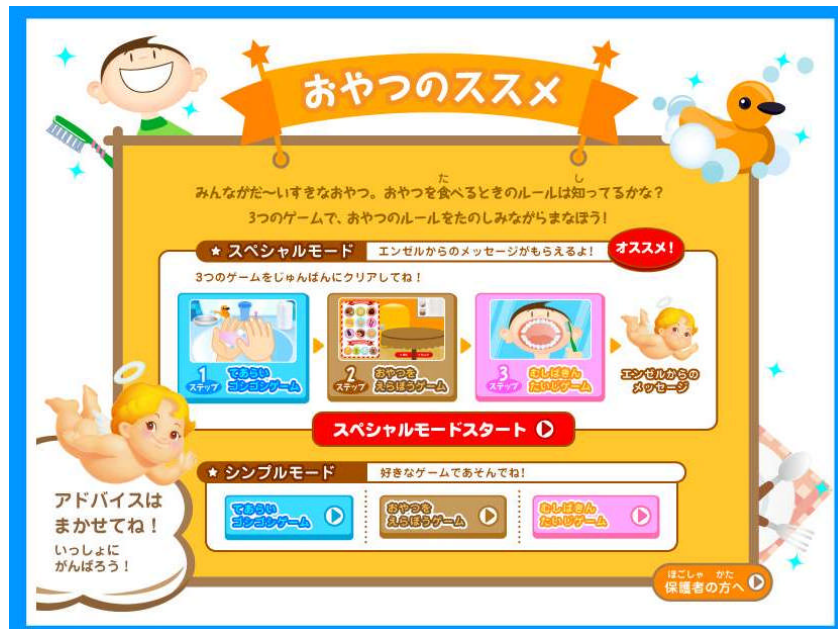 おやつのススメ
みんながだ～いすきなおやつ。おやつを食べるときのルールは知ってるかな？
3つのゲームで、おやつのルールをたのしみながらまなぼう！
★ スペシャルモード エンゼルからのメッセージがもらえるよ！ オススメ！
3つのゲームをじゅんばんにクリアしてね！
1
ステップ
てあらい
ゴシゴシゲーム
2
ステップ
おやつを
えらぼうゲーム
3
ステップ
むしばきん
たいじゲーム
エンゼルからの
メッセージ
スペシャルモードスタート
★ シンプルモード 好きなゲームであそんでね！
てあらい
ゴシゴシゲーム
おやつを
えらぼうゲーム
むしばきん
たいじゲーム
アドバイスは
まかせてね！
いっしょに
がんばろう！
保護者の方へ